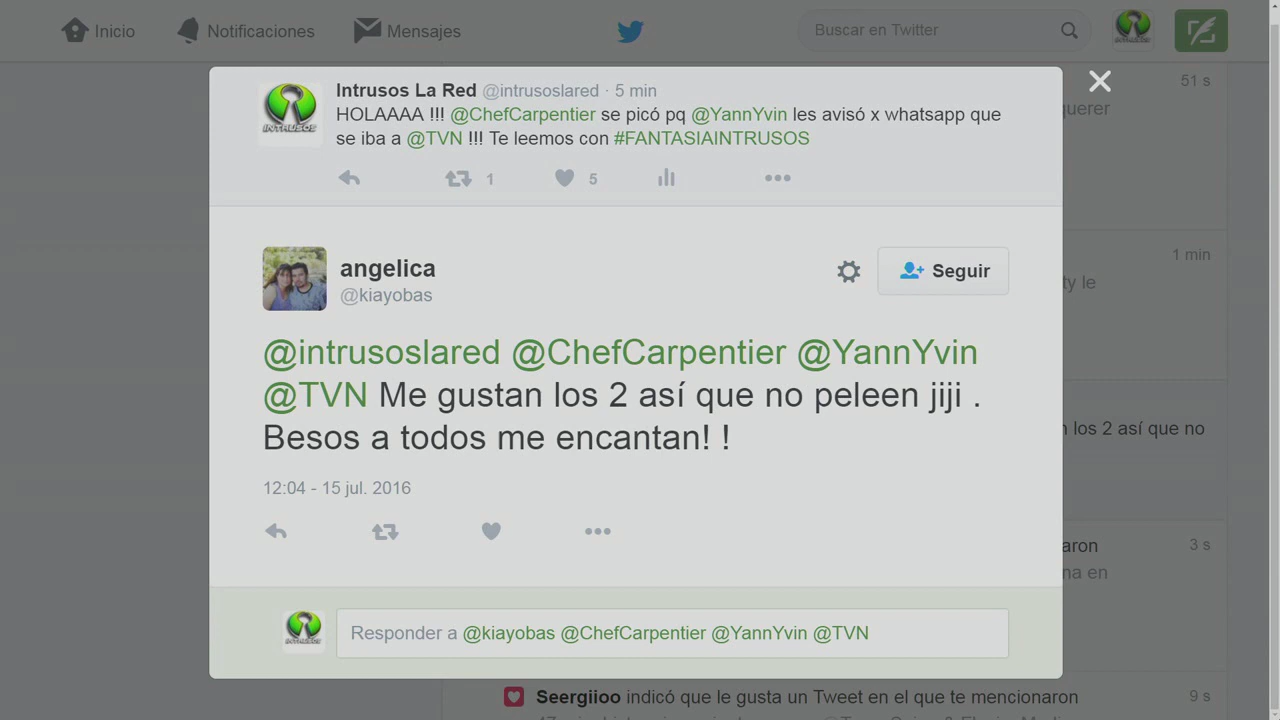 Inicio Notificaciones Mensajes Buscar en Twitter
51 s
Intrusos La Red @intrusoslared · 5 min
HOLAAAA !!! @ChefCarpentier se picó pq @YannYvin les avisó x whatsapp que
querer
se iba a @TVN !!! Te leemos con #FANTASIAINTRUSOS
INTRUSOS
1 5
1 min
angelica
Seguir
ty le
@kiayobas
@intrusoslared @ChefCarpentier @YannYvin
@TVN Me gustan los 2 así que no peleen jiji .
n los 2 así que no
Besos a todos me encantan! !
12:04 - 15 jul. 2016
aron 3 s
na en
INTRUSOS
Responder a @kiayobas @ChefCarpentier @YannYvin @TVN
Seergiioo indicó que le gusta un Tweet en el que te mencionaron 9 s